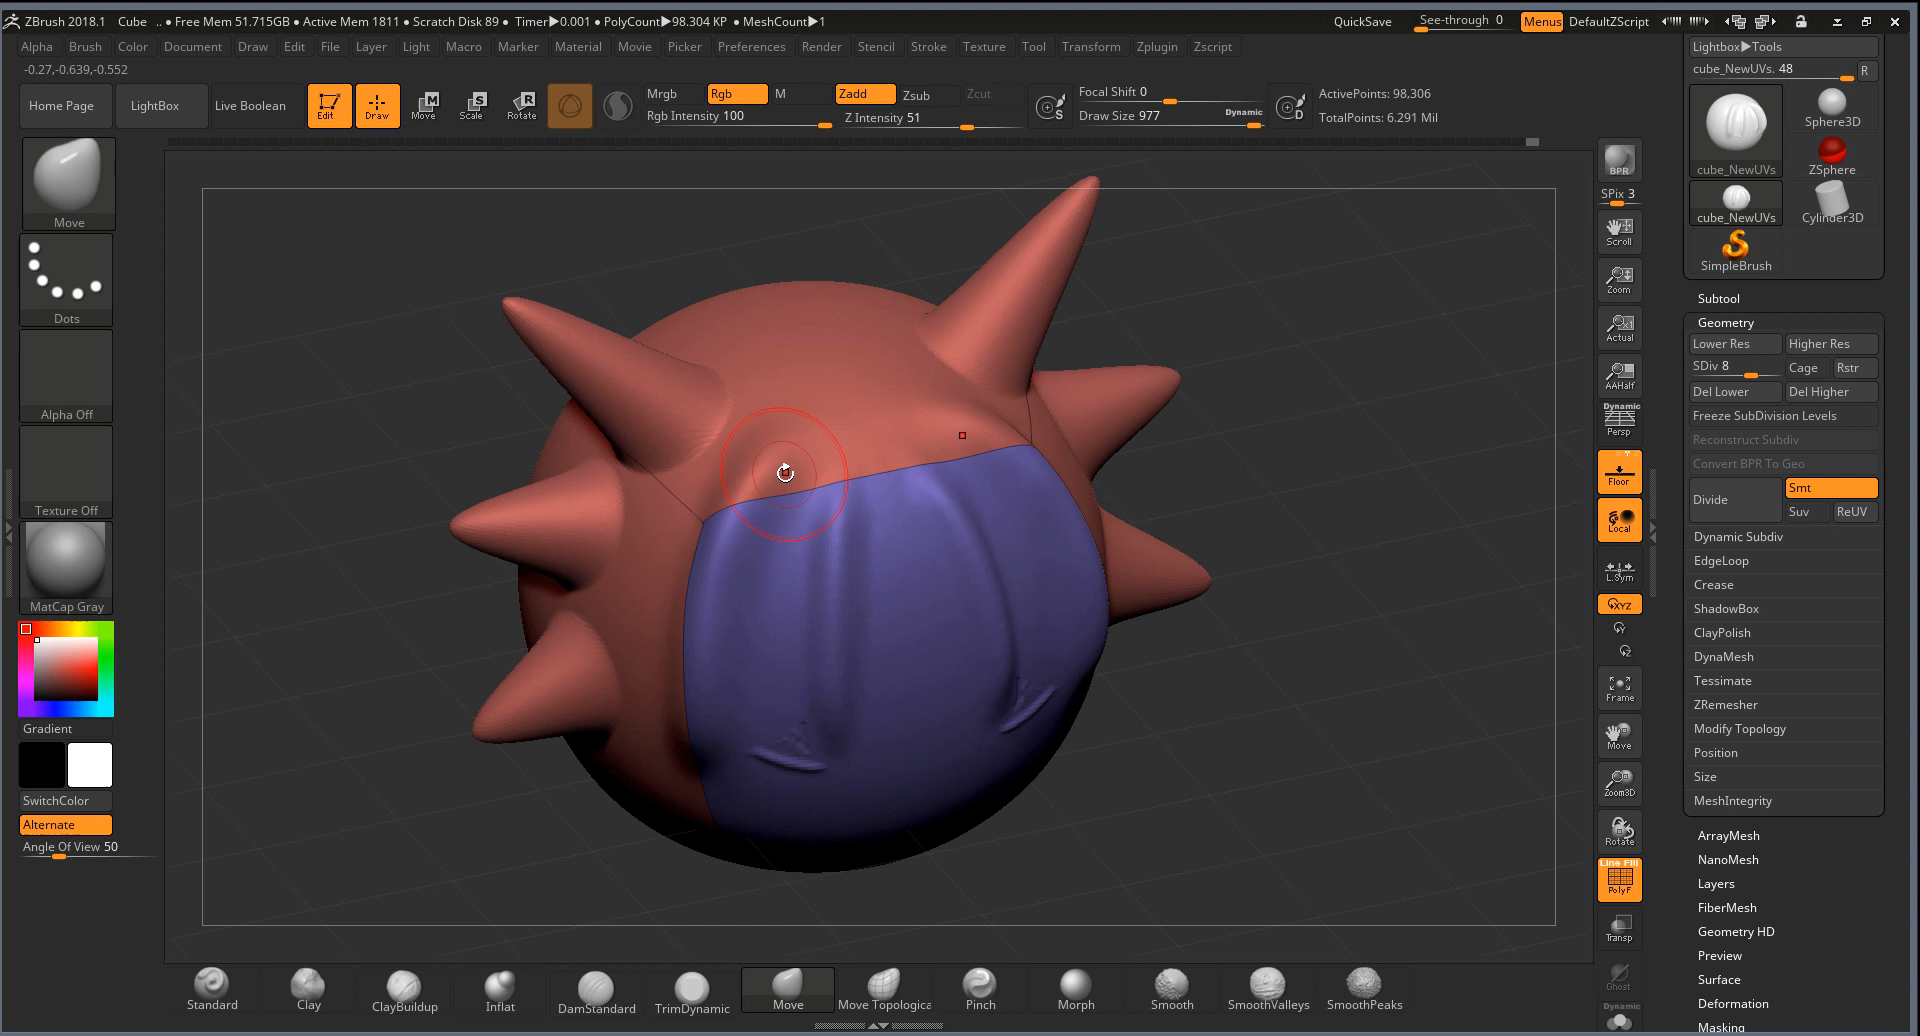 ZBrush 2018.1 Cube .. ● Free Mem 51.715GB ● Active Mem 1811 ● Scratch Disk 89 ● Timer▶0.001 ● PolyCount▶98.304 KP ● MeshCount▶1 QuickSave See-through 0 Menus DefaultZScript
Alpha Brush Color Document Draw Edit File Layer Light Macro Marker Material Movie Picker Preferences Render Stencil Stroke Texture Tool Transform Zplugin Zscript
-0.27,-0.639,-0.552
Home Page LightBox Live Boolean Edit Draw Move Scale Rotate
M S R
Mrgb Rgb M Zadd Zsub Zcut
Rgb Intensity 100 Z Intensity 51
S Focal Shift 0
Draw Size 977 Dynamic
D
ActivePoints: 98,306
TotalPoints: 6.291 Mil
Move
Dots
Alpha Off
Texture Off
MatCap Gray
Gradient
SwitchColor
Alternate
Angle Of View 50
BPR
SPix 3
Scroll
Zoom
Actual
AAHalf
Dynamic
Persp
Floor
Local
L.Sym
XYZ
Y
Z
Frame
Move
Zoom3D
Rotate
Line Fill
PolyF
Transp
Ghost
Dynamic
Lightbox▶Tools
cube_NewUVs. 48 R
cube_NewUVs Sphere3D
ZSphere
cube_NewUVs Cylinder3D
SimpleBrush
Subtool
Geometry
Lower Res Higher Res
SDiv 8 Cage Rstr
Del Lower Del Higher
Freeze SubDivision Levels
Reconstruct Subdiv
Convert BPR To Geo
Divide Smt
Suv ReUV
Dynamic Subdiv
EdgeLoop
Crease
ShadowBox
ClayPolish
DynaMesh
Tessimate
ZRemesher
Modify Topology
Position
Size
MeshIntegrity
ArrayMesh
NanoMesh
Layers
FiberMesh
Geometry HD
Preview
Surface
Deformation
Masking
Standard Clay ClayBuildup Inflat DamStandard TrimDynamic Move Move Topologica Pinch Morph Smooth SmoothValleys SmoothPeaks